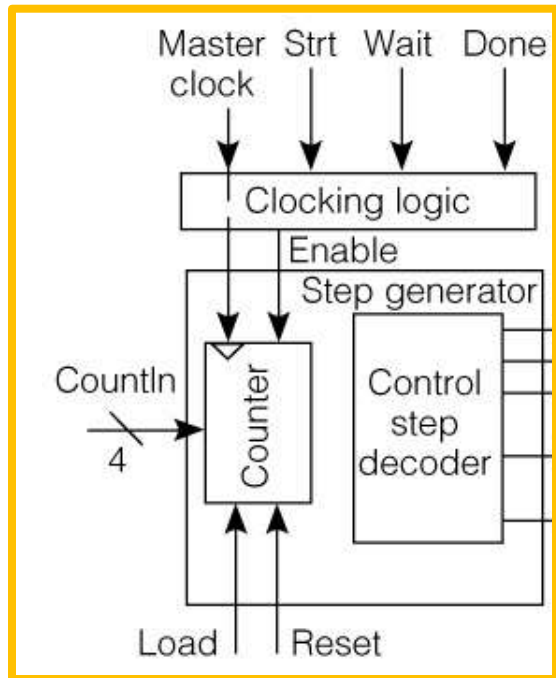 Master Strt Wait Done
clock
Clocking logic
Enable
Step generator
CountIn
4
Counter
Control
step
decoder
Load Reset